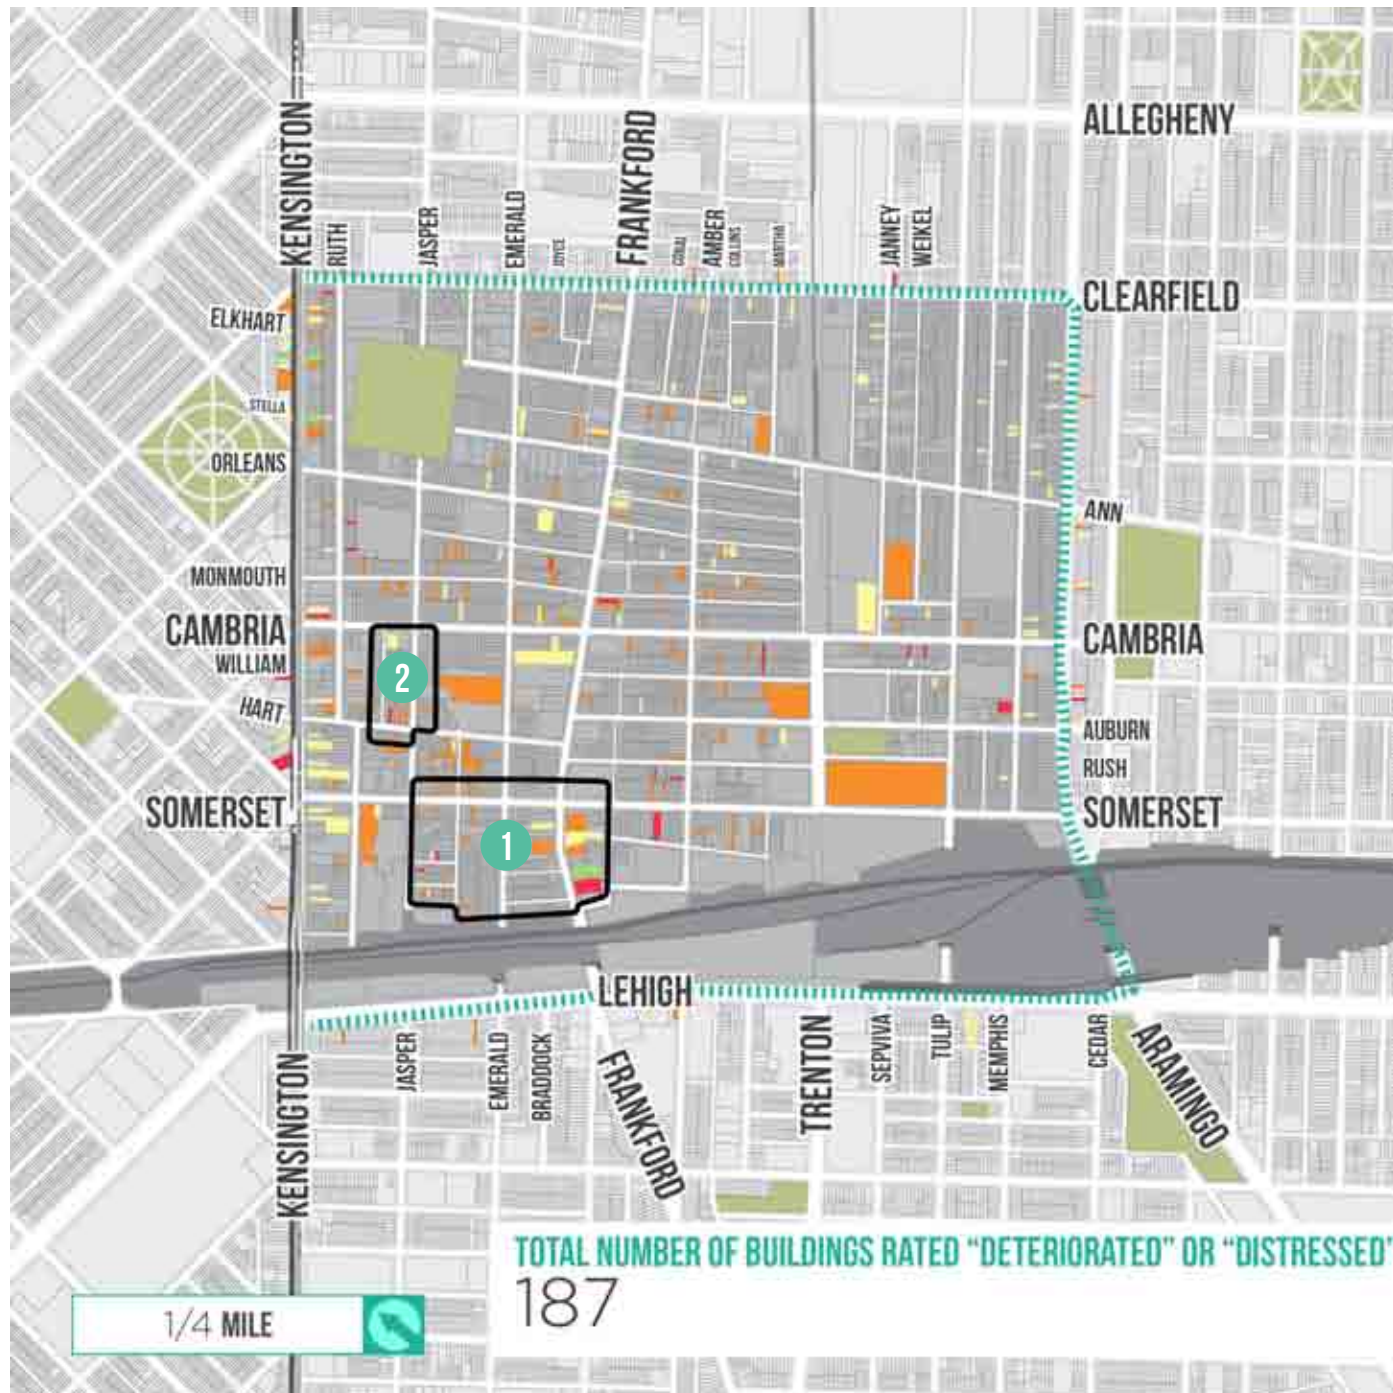 ALLEGHENY
KENSINGTON
RUTH
JASPER
EMERALD
JOYCE
FRANKFORD
CORAL
AMBER
COLLINS
MARTHA
JANNEY
WEIKEL
CLEARFIELD
ELKHART
STELLA
ORLEANS
ANN
MONMOUTH
CAMBRIA
CAMBRIA
WILLIAM
2
HART
AUBURN
RUSH
SOMERSET
SOMERSET
1
LEHIGH
KENSINGTON
JASPER
EMERALD
BRADDOCK
FRANKFORD
TRENTON
SEPVIVA
TULIP
MEMPHIS
CEDAR
ARAMINGO
TOTAL NUMBER OF BUILDINGS RATED “DETERIORATED” OR “DISTRESSED”
187
1/4 MILE